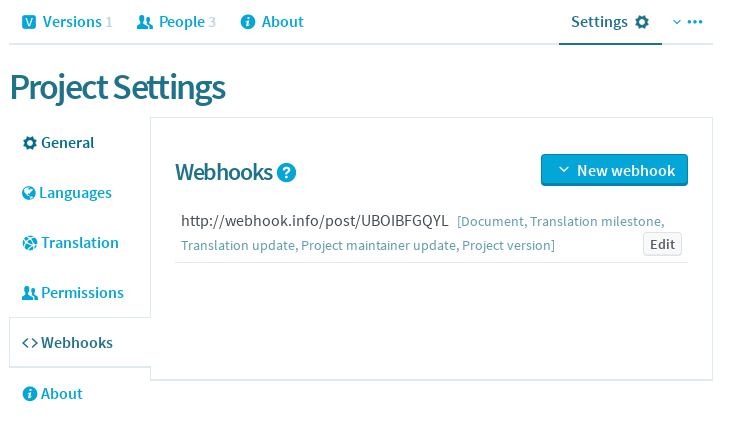 Versions 1 People 3 About Settings
Project Settings
General
Languages
Translation
Permissions
Webhooks
About
Webhooks
New webhook
http://webhook.info/post/UBOIBFGQYL [Document, Translation milestone,
Translation update, Project maintainer update, Project version]
Edit